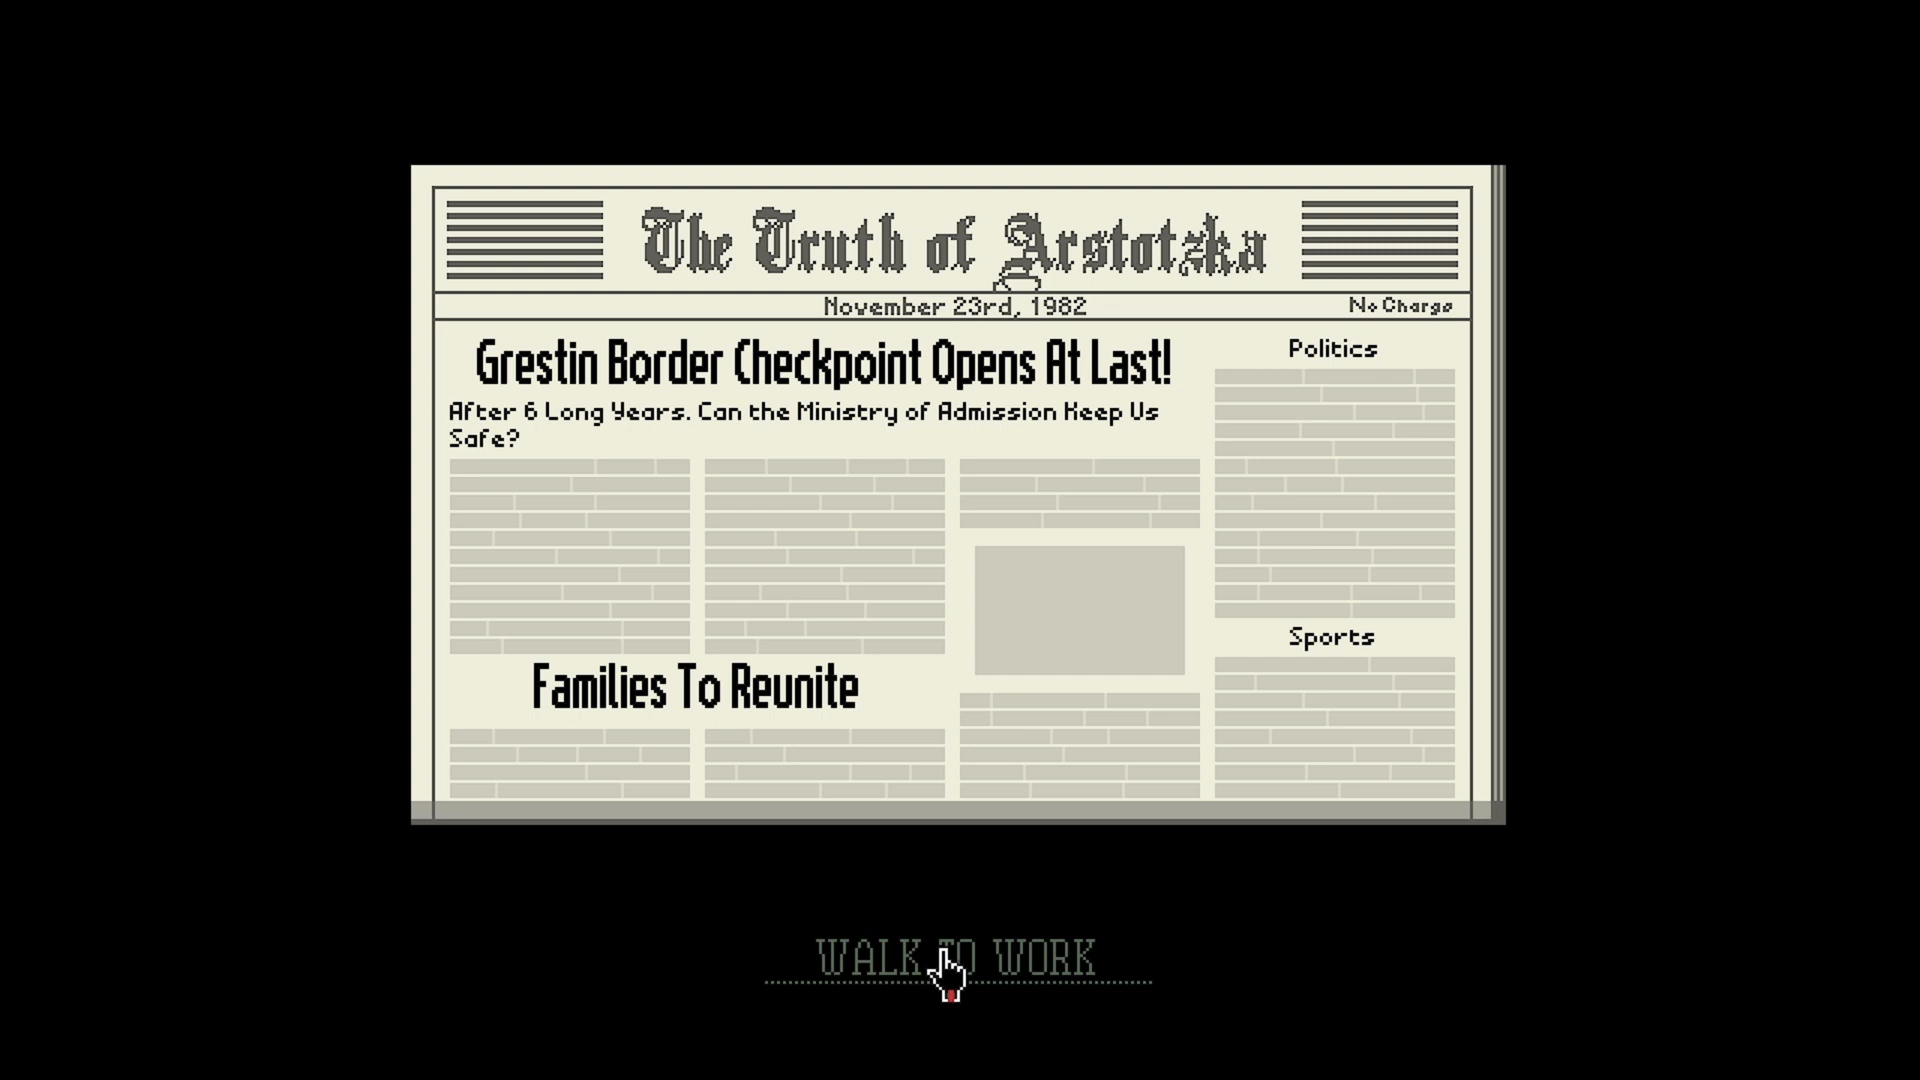 The Truth of Arstotzka
November 23rd, 1982
No Charge
Grestin Border Checkpoint Opens At Last!
After 6 Long Years. Can the Ministry of Admission Keep Us
Safe?
Families To Reunite
Politics
Sports
WALK TO WORK